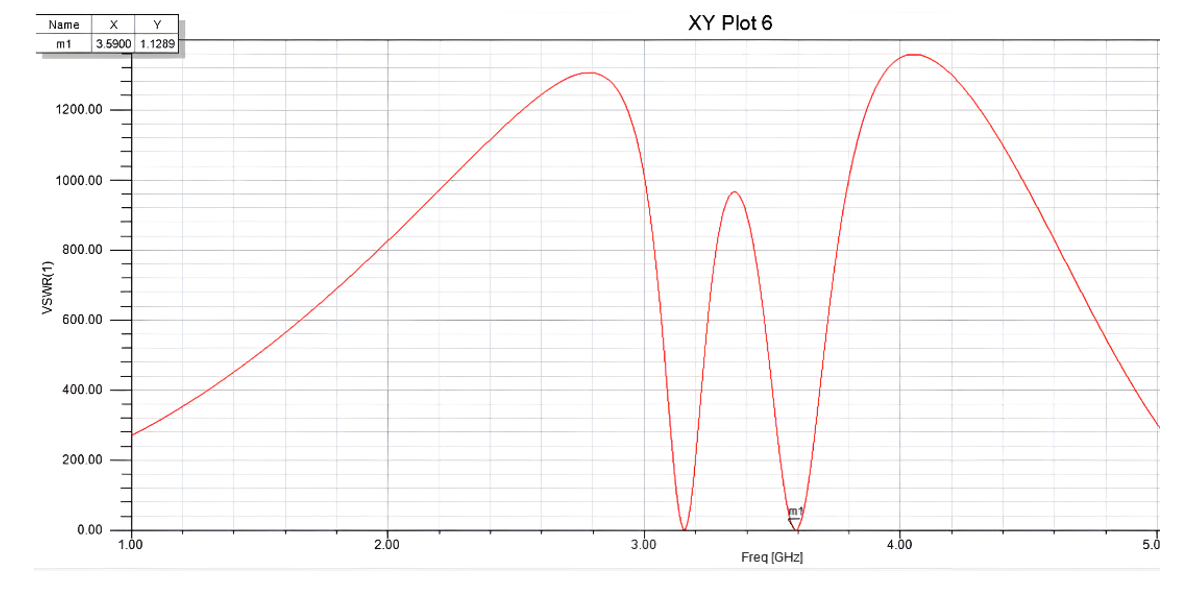 XY Plot 6
Name X Y
m1 3.5900 1.1289
1200.00
1000.00
800.00
600.00
400.00
200.00
0.00
VSWR(1)
m1
1.00 2.00 3.00 4.00 5.0
Freq [GHz]